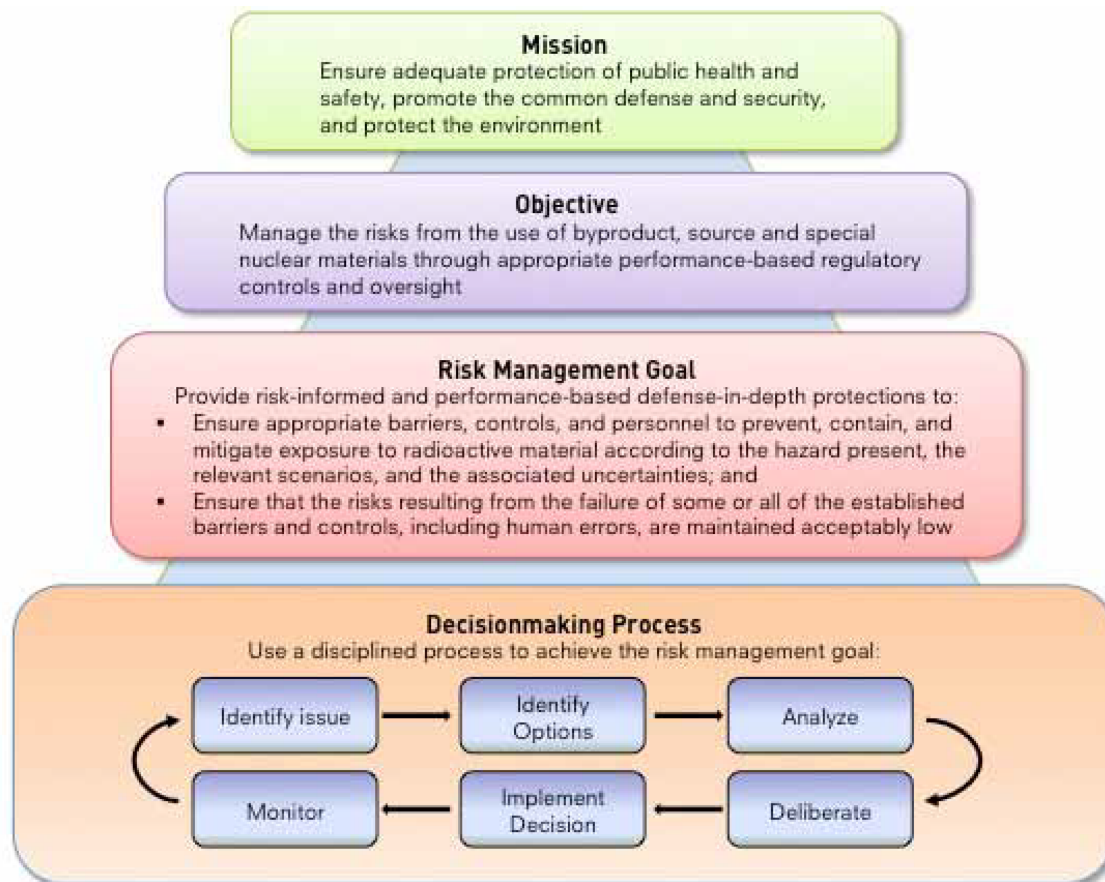 Mission
Ensure adequate protection of public health and
safety, promote the common defense and security,
and protect the environment
Objective
Manage the risks from the use of byproduct, source and special
nuclear materials through appropriate performance-based regulatory
controls and oversight
Risk Management Goal
Provide risk-informed and performance-based defense-in-depth protections to:
▪ Ensure appropriate barriers, controls, and personnel to prevent, contain, and
mitigate exposure to radioactive material according to the hazard present, the
relevant scenarios, and the associated uncertainties; and
▪ Ensure that the risks resulting from the failure of some or all of the established
barriers and controls, including human errors, are maintained acceptably low
Decisionmaking Process
Use a disciplined process to achieve the risk management goal:
Identify issue
Identify
Options
Analyze
Monitor
Implement
Decision
Deliberate